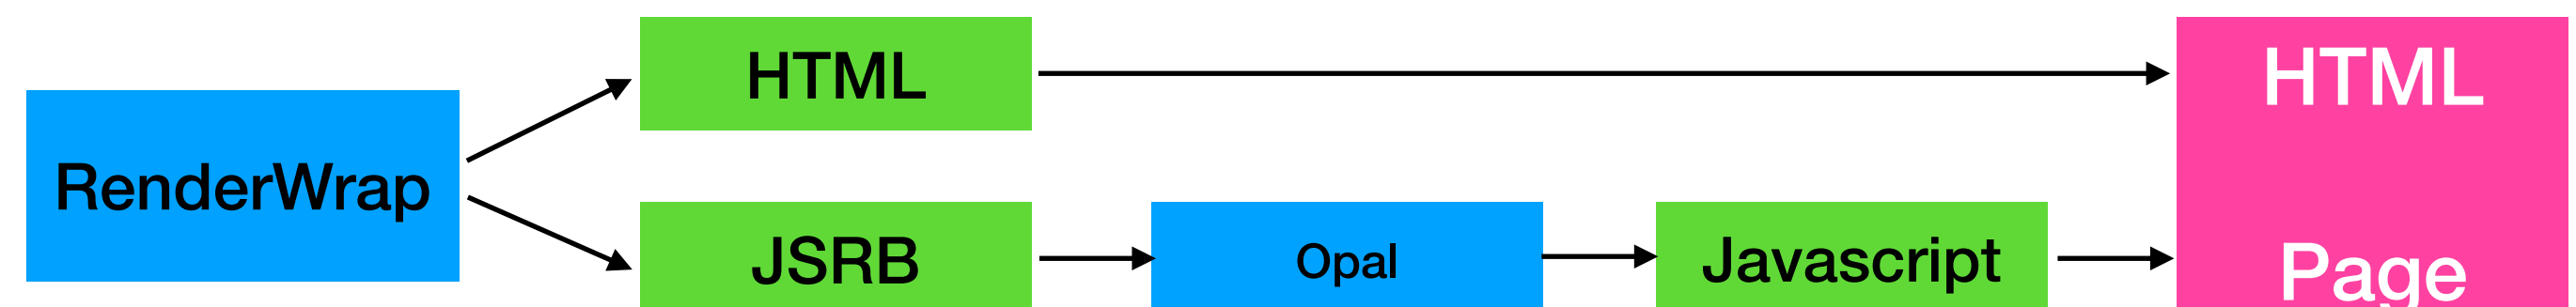 RenderWrap
HTML
JSRB
Opal
Javascript
HTML
Page